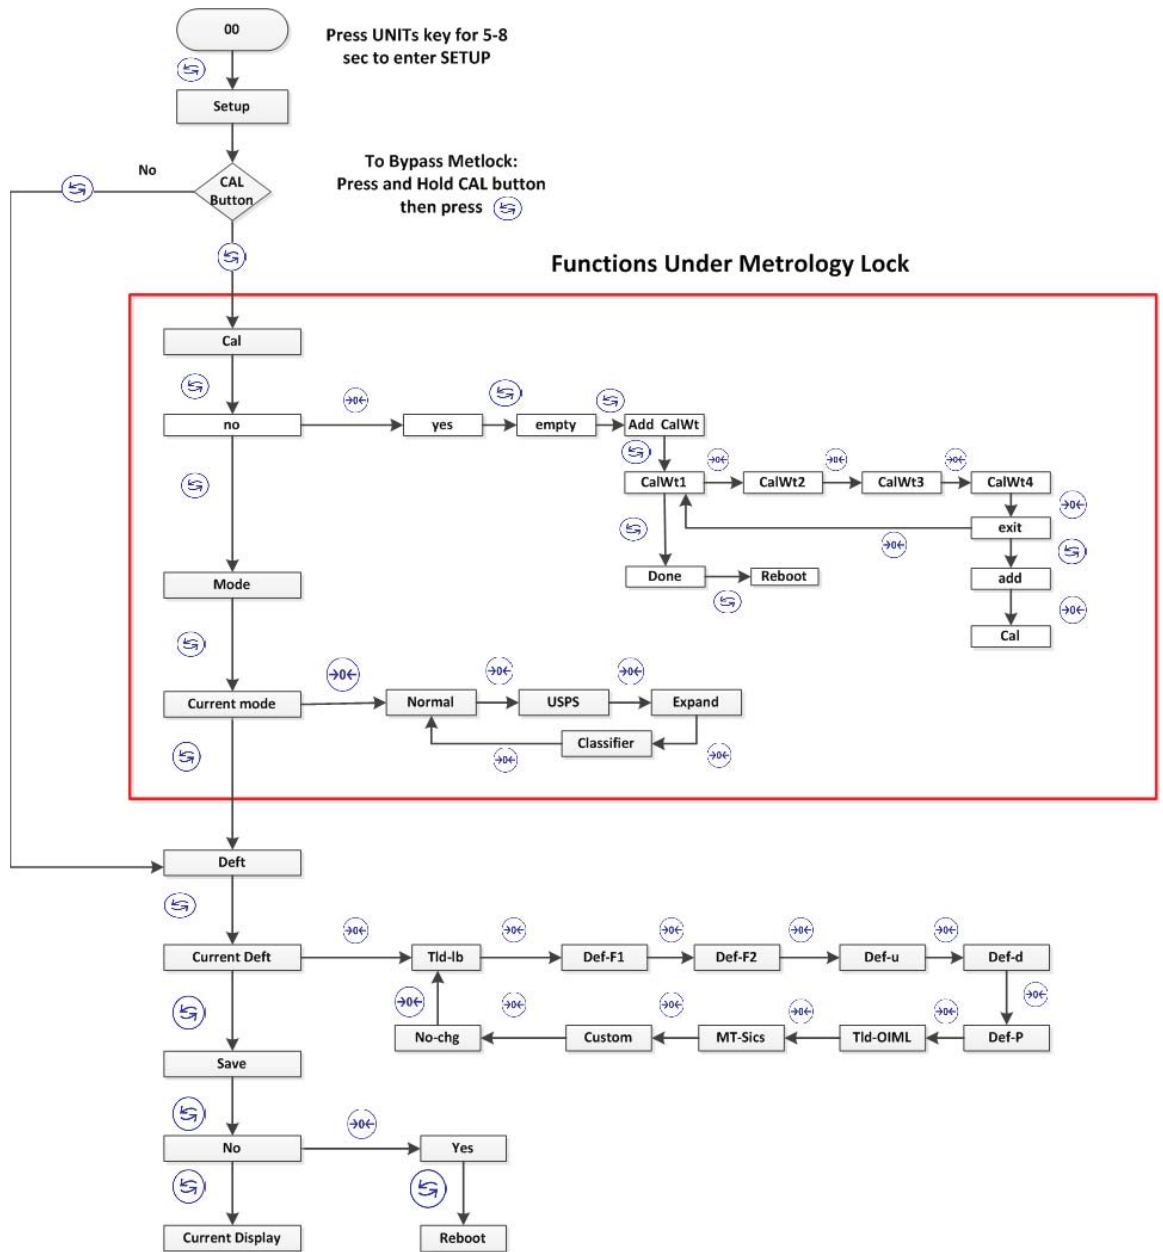 00
Press UNITs key for 5-8
sec to enter SETUP
Setup
No
CAL
Button
To Bypass Metlock:
Press and Hold CAL button
then press
Functions Under Metrology Lock
Cal
no
yes
empty
Add CalWt
CalWt1
CalWt2
CalWt3
CalWt4
exit
Done
Reboot
add
Cal
Mode
Current mode
Normal
USPS
Expand
Classifier
Deft
Current Deft
Tld-lb
Def-F1
Def-F2
Def-u
Def-d
No-chg
Custom
MT-Sics
Tld-OIML
Def-P
Save
No
Yes
Current Display
Reboot